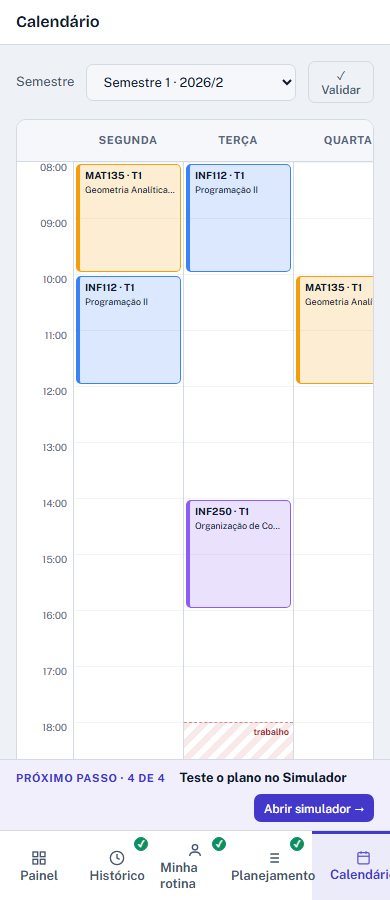 Calendário
Semestre
Semestre 1 · 2026/2
✓
Validar
SEGUNDA
TERÇA
QUARTA
08:00
MAT135 · T1
Geometria Analítica...
INF112 · T1
Programação II
09:00
10:00
INF112 · T1
Programação II
MAT135 · T1
Geometria Analí
11:00
12:00
13:00
14:00
INF250 · T1
Organização de Co...
15:00
16:00
17:00
18:00
trabalho
PRÓXIMO PASSO · 4 DE 4
Teste o plano no Simulador
Abrir simulador →
Painel
Histórico
Minha
rotina
Planejamento
Calendári